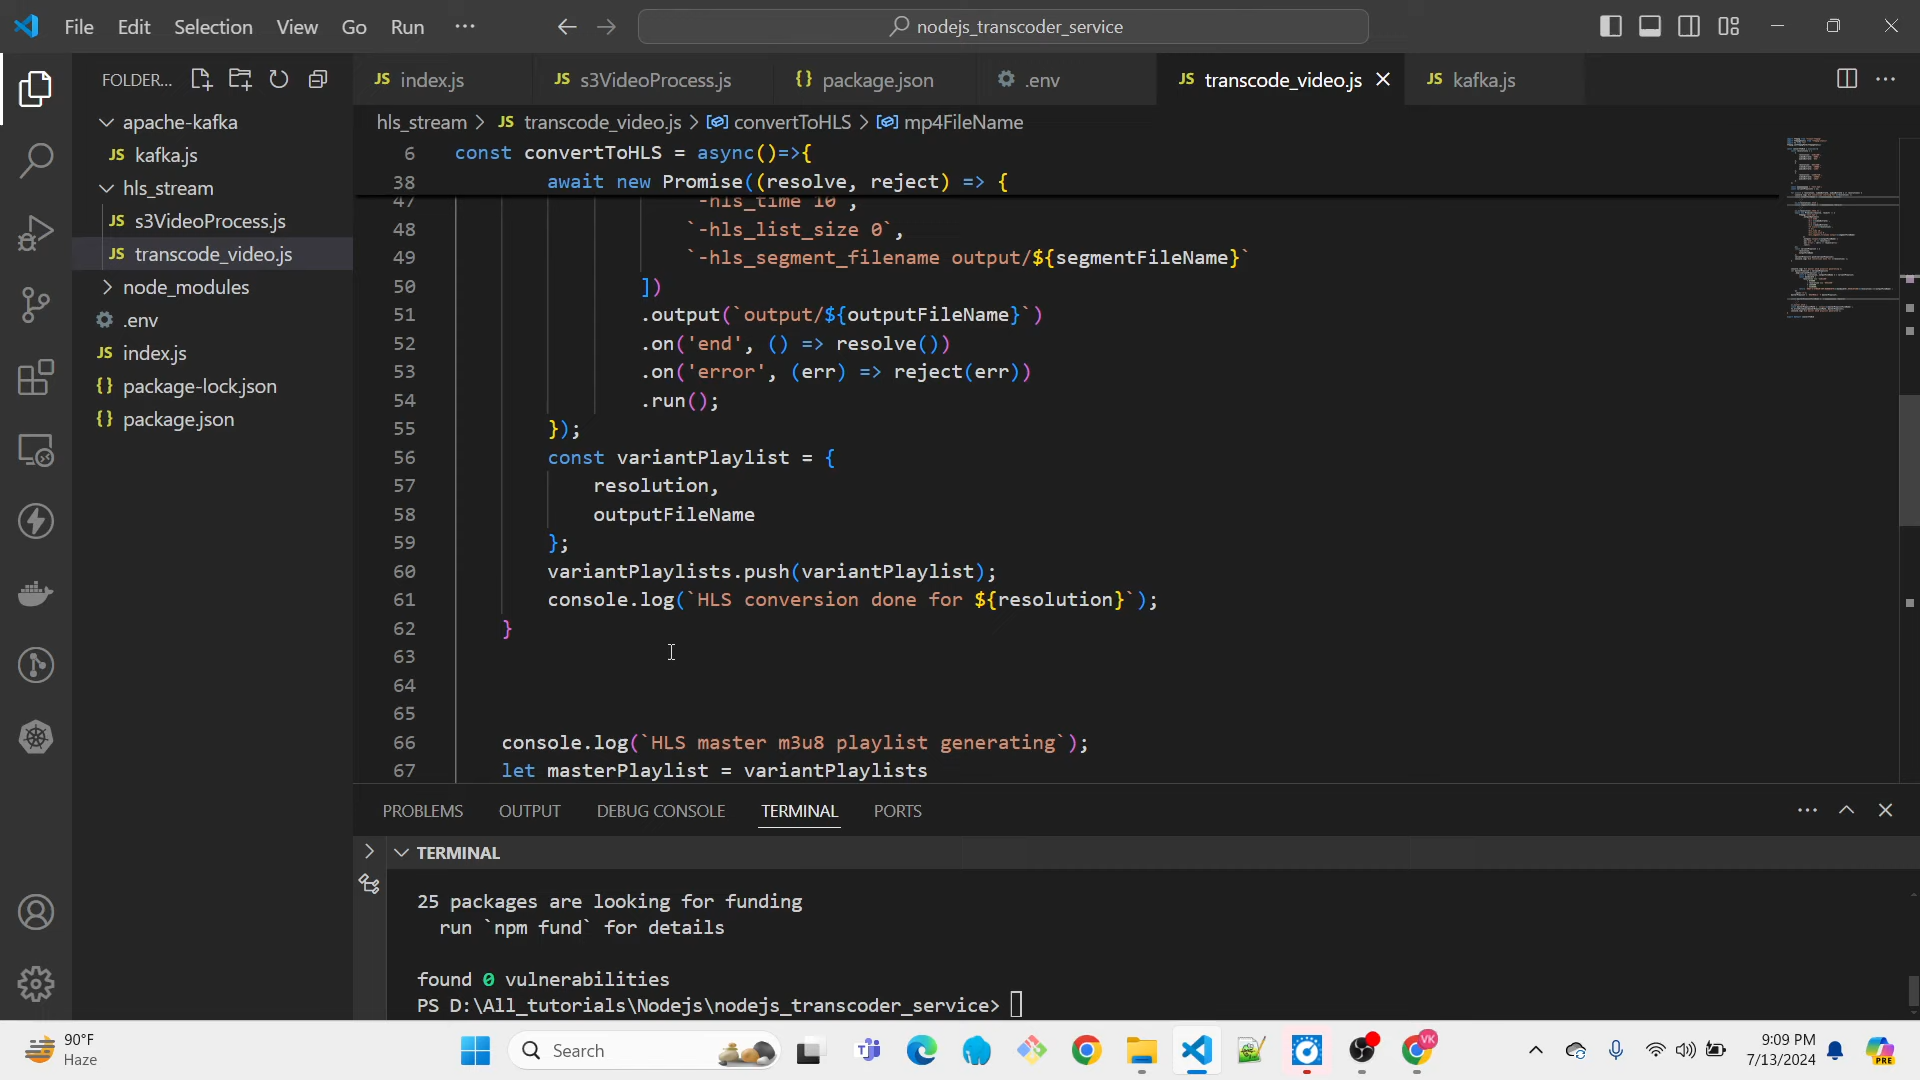 File Edit Selection View Go Run ··· nodejs_transcoder_service
FOLDER...
JS index.js JS s3VideoProcess.js {} package.json .env JS transcode_video.js JS kafka.js
hls_stream > JS transcode_video.js > convertToHLS > mp4FileName
apache-kafka
JS kafka.js
hls_stream
JS s3VideoProcess.js
JS transcode_video.js
node_modules
.env
JS index.js
{} package-lock.json
{} package.json
6 const convertToHLS = async()=>{
38 await new Promise((resolve, reject) => {
47 -hls_time 10`,
48 `-hls_list_size 0`,
49 `-hls_segment_filename output/${segmentFileName}`
50 ])
51 .output(`output/${outputFileName}`)
52 .on('end', () => resolve())
53 .on('error', (err) => reject(err))
54 .run();
55 });
56 const variantPlaylist = {
57 resolution,
58 outputFileName
59 };
60 variantPlaylists.push(variantPlaylist);
61 console.log(`HLS conversion done for ${resolution}`);
62 }
63
64
65
66 console.log(`HLS master m3u8 playlist generating`);
67 let masterPlaylist = variantPlaylists
PROBLEMS OUTPUT DEBUG CONSOLE TERMINAL PORTS
TERMINAL
25 packages are looking for funding
run `npm fund` for details
found 0 vulnerabilities
PS D:\All_tutorials\Nodejs\nodejs_transcoder_service>
90°F
Haze
Search
VK
9:09 PM
7/13/2024
PRE